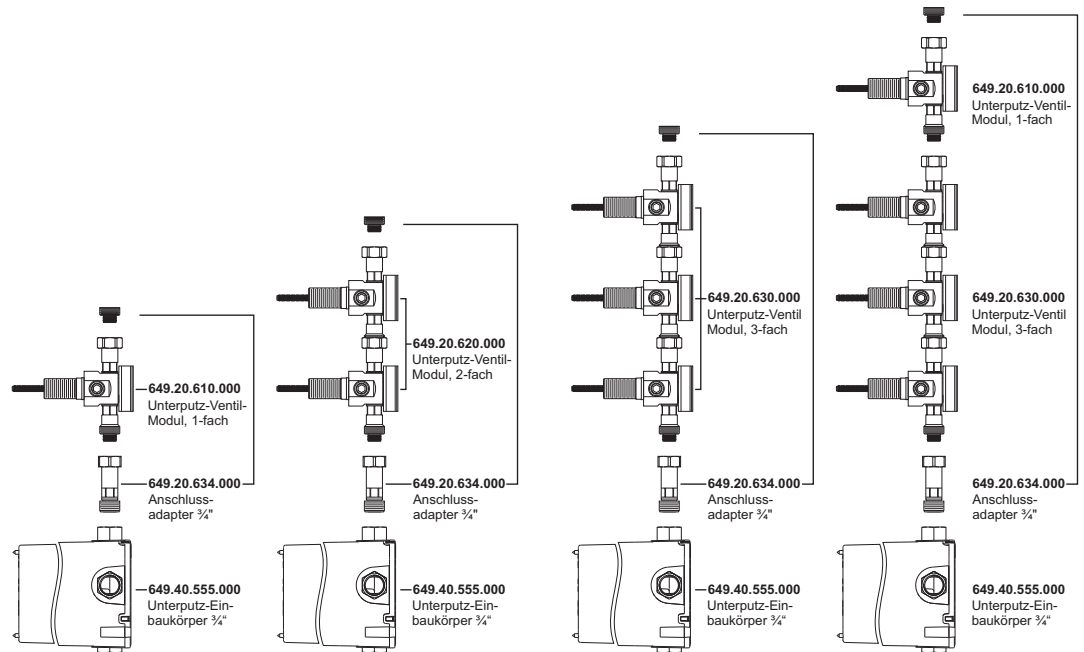 649.20.610.000
Unterputz-Ventil-
Modul, 1-fach
649.20.634.000
Anschluss-
adapter ¾"
649.40.555.000
Unterputz-Ein-
baukörper ¾“
649.20.620.000
Unterputz-Ventil-
Modul, 2-fach
649.20.634.000
Anschluss-
adapter ¾"
649.40.555.000
Unterputz-Ein-
baukörper ¾“
649.20.630.000
Unterputz-Ventil
Modul, 3-fach
649.20.634.000
Anschluss-
adapter ¾"
649.40.555.000
Unterputz-Ein-
baukörper ¾“
649.20.610.000
Unterputz-Ventil-
Modul, 1-fach
649.20.630.000
Unterputz-Ventil
Modul, 3-fach
649.20.634.000
Anschluss-
adapter ¾"
649.40.555.000
Unterputz-Ein-
baukörper ¾“